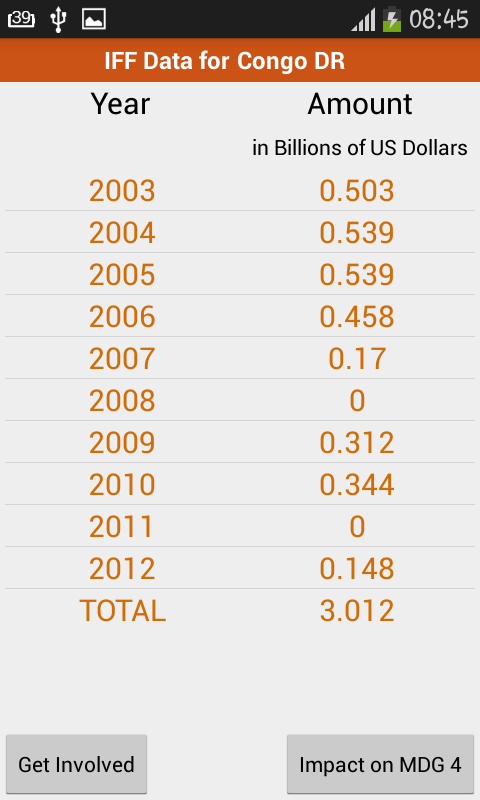 39 08:45
IFF Data for Congo DR
Year Amount
in Billions of US Dollars
2003 0.503
2004 0.539
2005 0.539
2006 0.458
2007 0.17
2008 0
2009 0.312
2010 0.344
2011 0
2012 0.148
TOTAL 3.012
Get Involved Impact on MDG 4